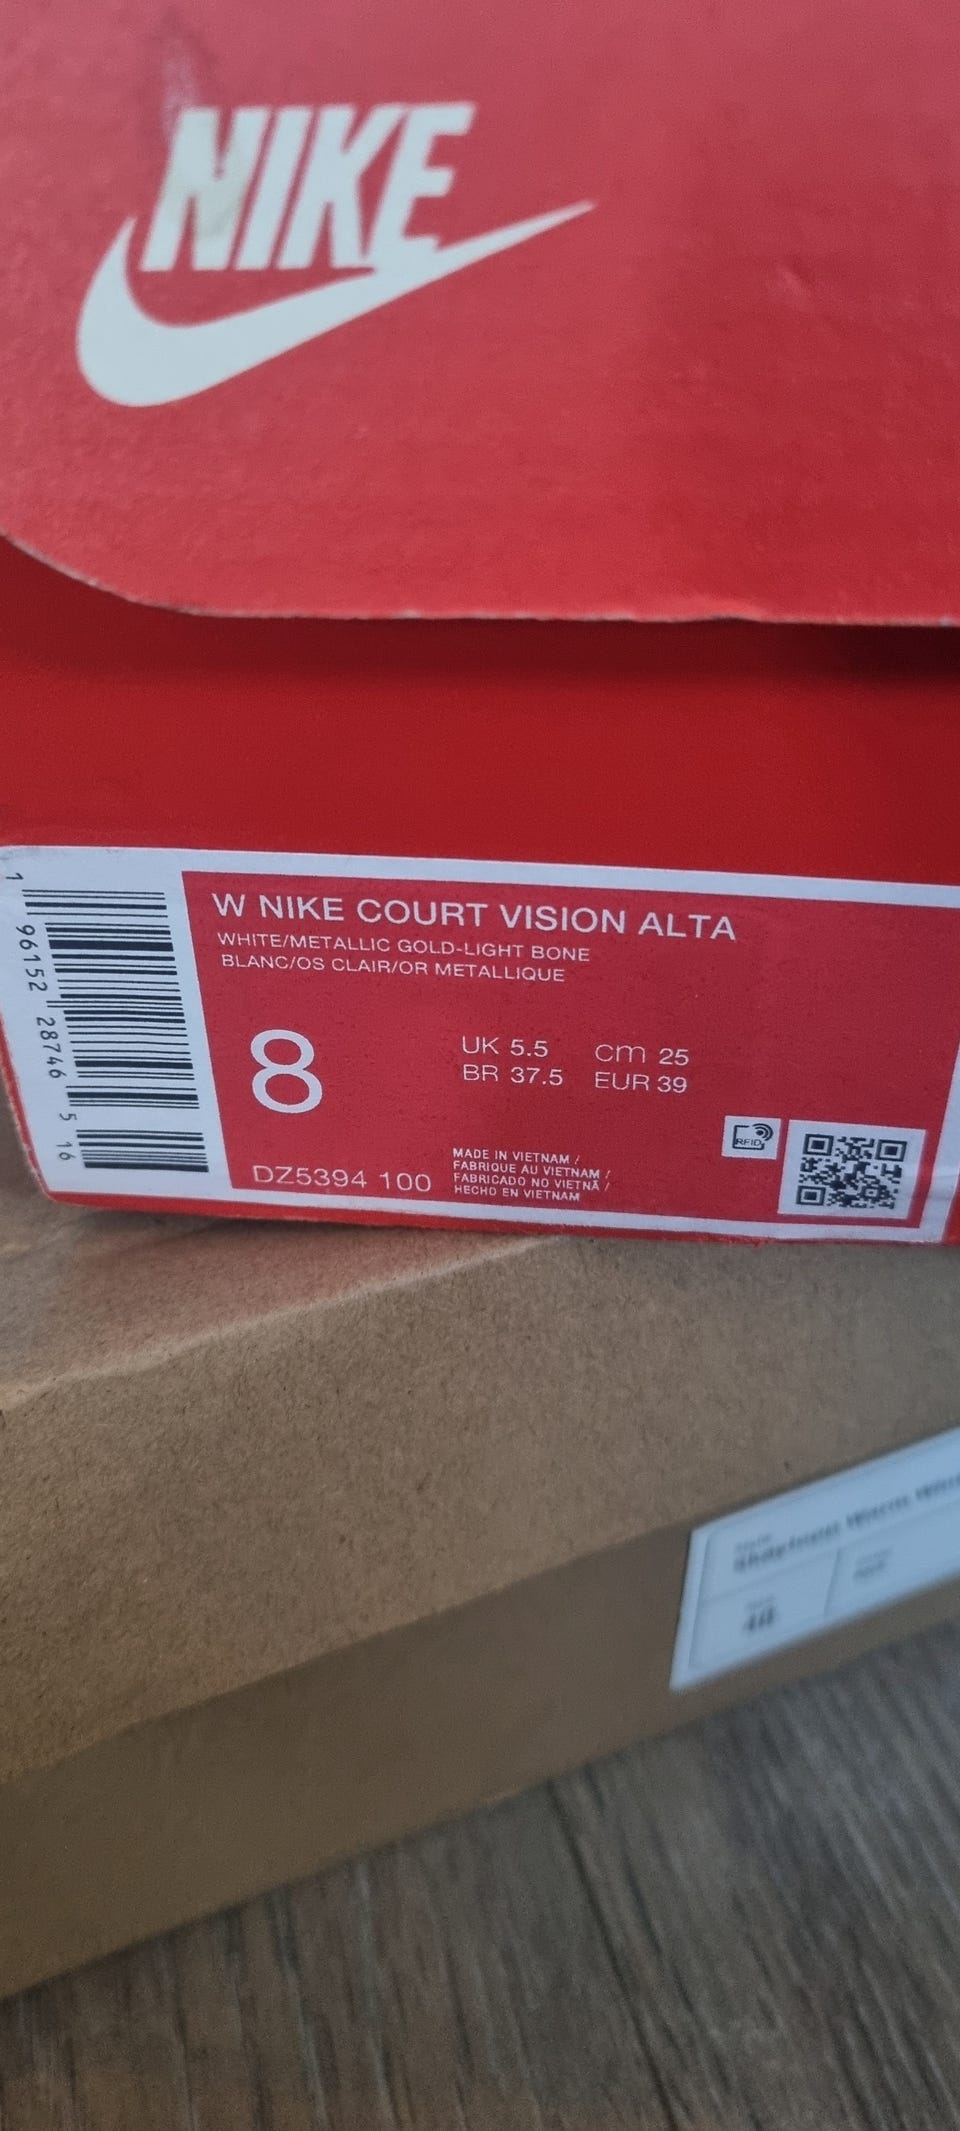 NIKE
W NIKE COURT VISION ALTA
WHITE/METALLIC GOLD-LIGHT BONE
BLANC/OS CLAIR/OR METALLIQUE
8
UK 5.5 cm 25
BR 37.5 EUR 39
RFID
DZ5394 100
MADE IN VIETNAM /
FABRIQUE AU VIETNAM /
FABRICADO NO VIETNÃ /
HECHO EN VIETNAM
1 96152 28746 5 16